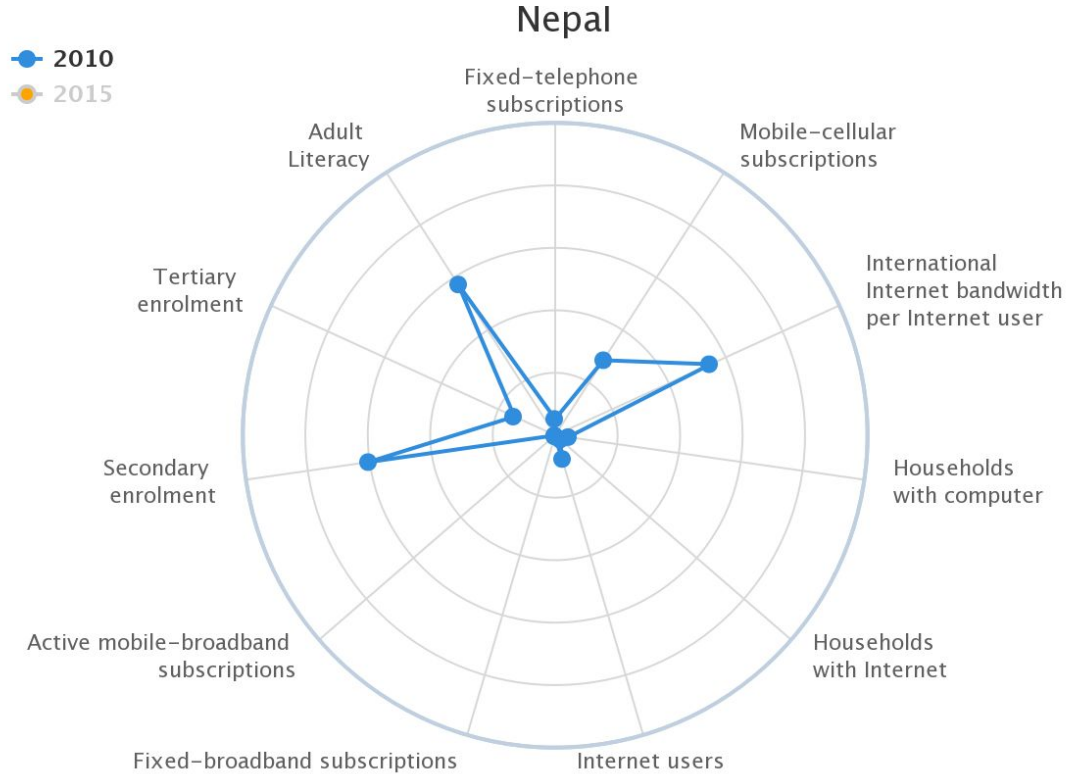 Nepal
2010
2015
Fixed-telephone
subscriptions
Mobile-cellular
subscriptions
International
Internet bandwidth
per Internet user
Households
with computer
Households
with Internet
Internet users
Fixed-broadband subscriptions
Active mobile-broadband
subscriptions
Secondary
enrolment
Tertiary
enrolment
Adult
Literacy